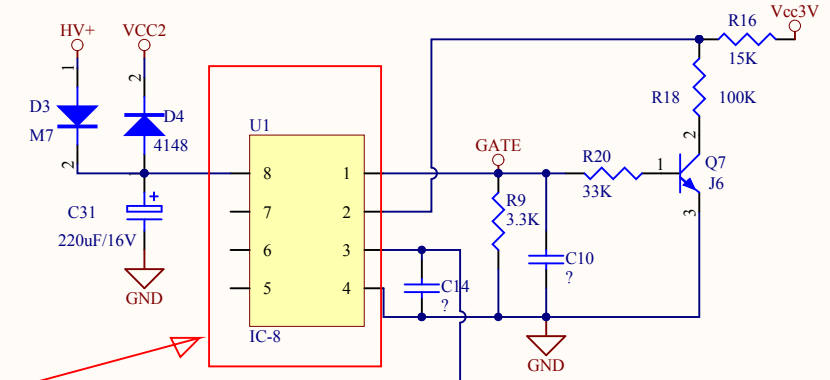 HV+
VCC2
Vcc3V
R16
15K
1
2
D3
M7
2
D4
4148
R18
100K
2
U1
8
7
6
5
1
2
3
4
IC-8
GATE
R20
33K
1
Q7
J6
3
R9
3.3K
C31
+
220uF/16V
C14
?
C10
?
GND
GND